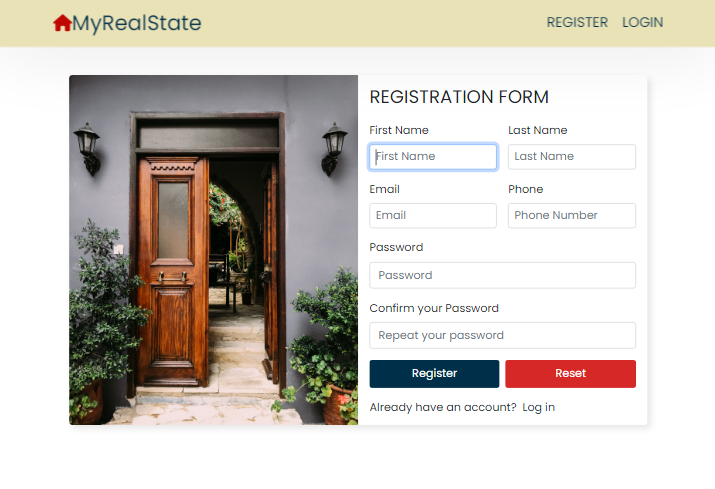 MyRealState
REGISTER LOGIN
REGISTRATION FORM
First Name Last Name
First Name Last Name
Email Phone
Email Phone Number
Password
Password
Confirm your Password
Repeat your password
Register Reset
Already have an account? Log in